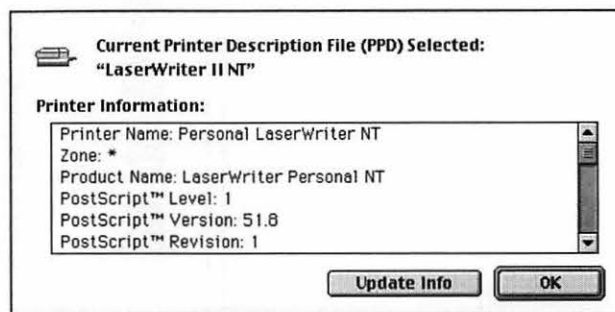 Current Printer Description File (PPD) Selected:
“LaserWriter II NT”
Printer Information:
Printer Name: Personal LaserWriter NT
Zone: *
Product Name: LaserWriter Personal NT
PostScript™ Level: 1
PostScript™ Version: 51.8
PostScript™ Revision: 1
Update Info
OK